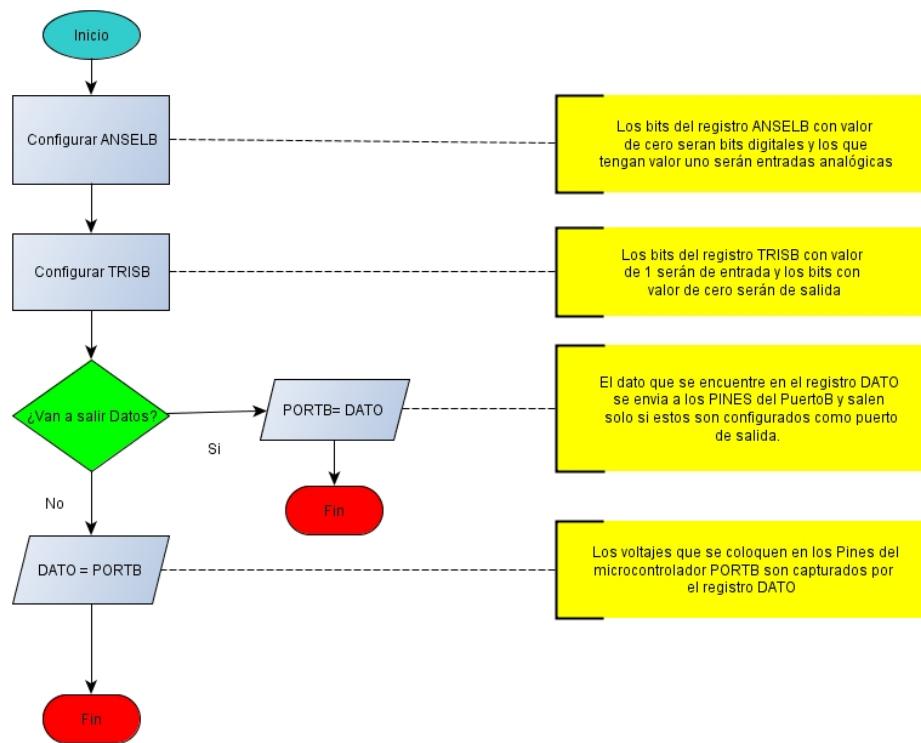 Inicio
Configurar ANSELB
Los bits del registro ANSELB con valor
de cero seran bits digitales y los que
tengan valor uno serán entradas analógicas
Configurar TRISB
Los bits del registro TRISB con valor
de 1 serán de entrada y los bits con
valor de cero serán de salida
¿Van a salir Datos?
PORTB= DATO
El dato que se encuentre en el registro DATO
se envia a los PINES del PuertoB y salen
solo si estos son configurados como puerto
de salida.
Si
No
Fin
DATO = PORTB
Los voltajes que se coloquen en los Pines del
microcontrolador PORTB son capturados por
el registro DATO
Fin